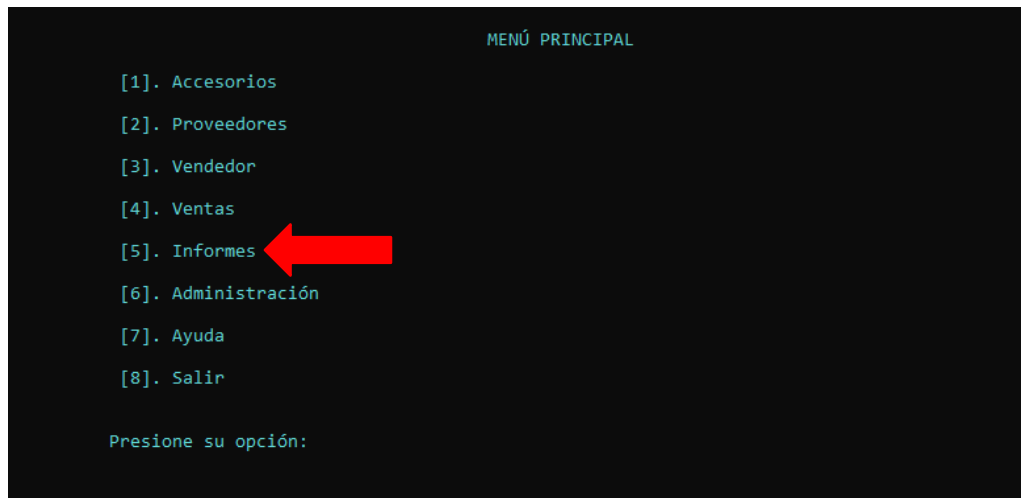 MENÚ PRINCIPAL
[1]. Accesorios
[2]. Proveedores
[3]. Vendedor
[4]. Ventas
[5]. Informes
[6]. Administración
[7]. Ayuda
[8]. Salir
Presione su opción: